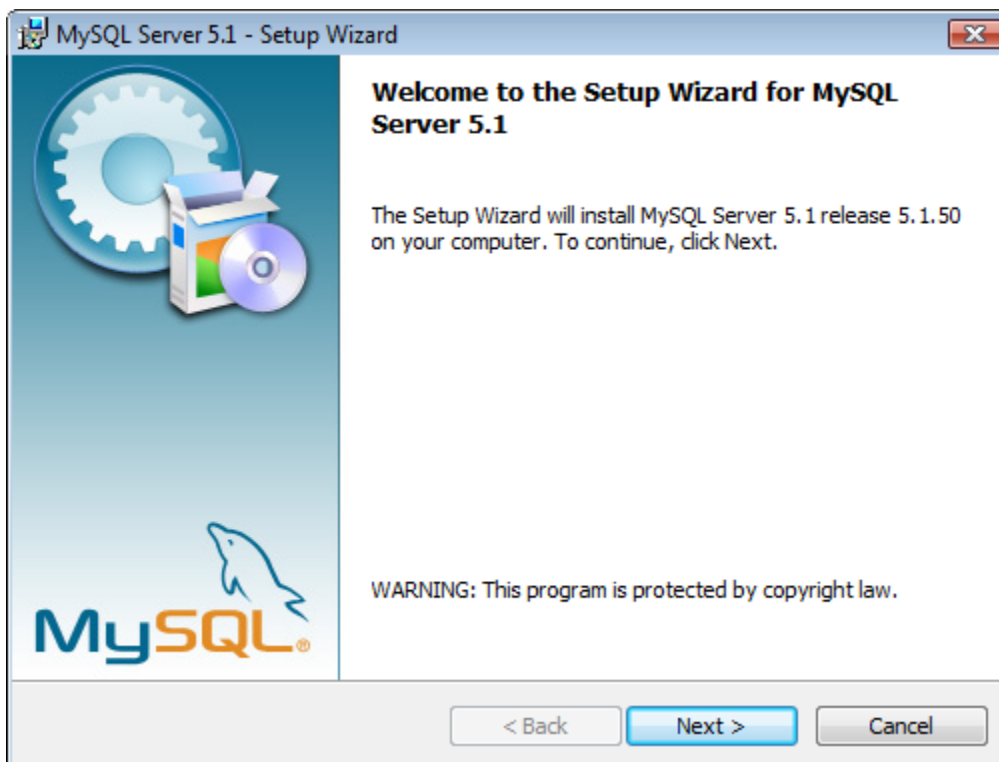 MySQL Server 5.1 - Setup Wizard
Welcome to the Setup Wizard for MySQL
Server 5.1
The Setup Wizard will install MySQL Server 5.1 release 5.1.50
on your computer. To continue, click Next.
WARNING: This program is protected by copyright law.
MySQL®
< Back
Next >
Cancel